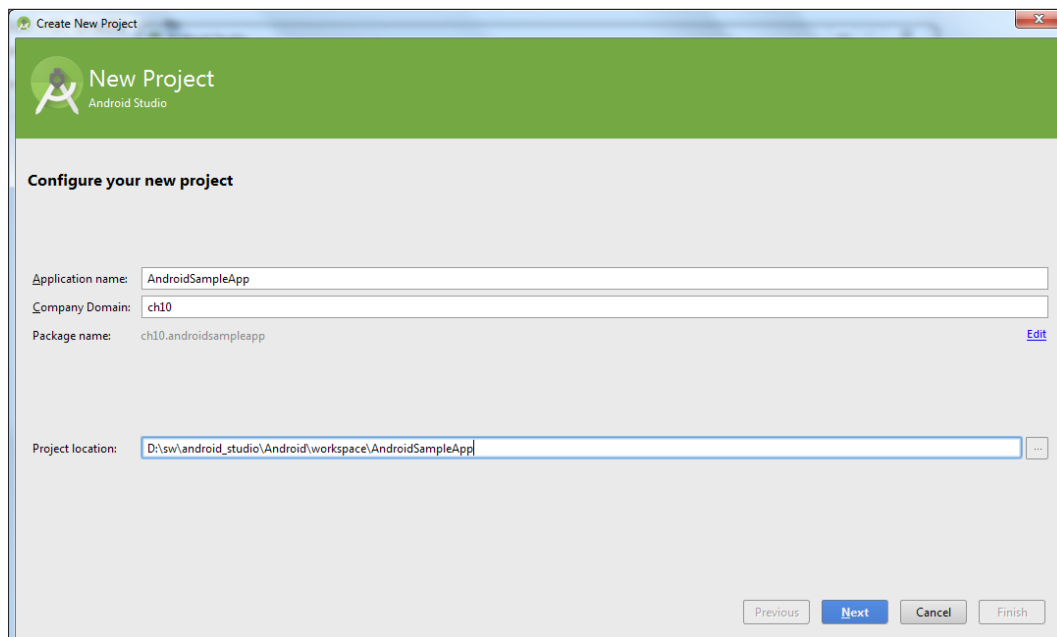 Create New Project
New Project
Android Studio
Configure your new project
Application name: AndroidSampleApp
Company Domain: ch10
Package name: ch10.androidsampleapp Edit
Project location: D:\sw\android_studio\Android\workspace\AndroidSampleApp ...
Previous Next Cancel Finish